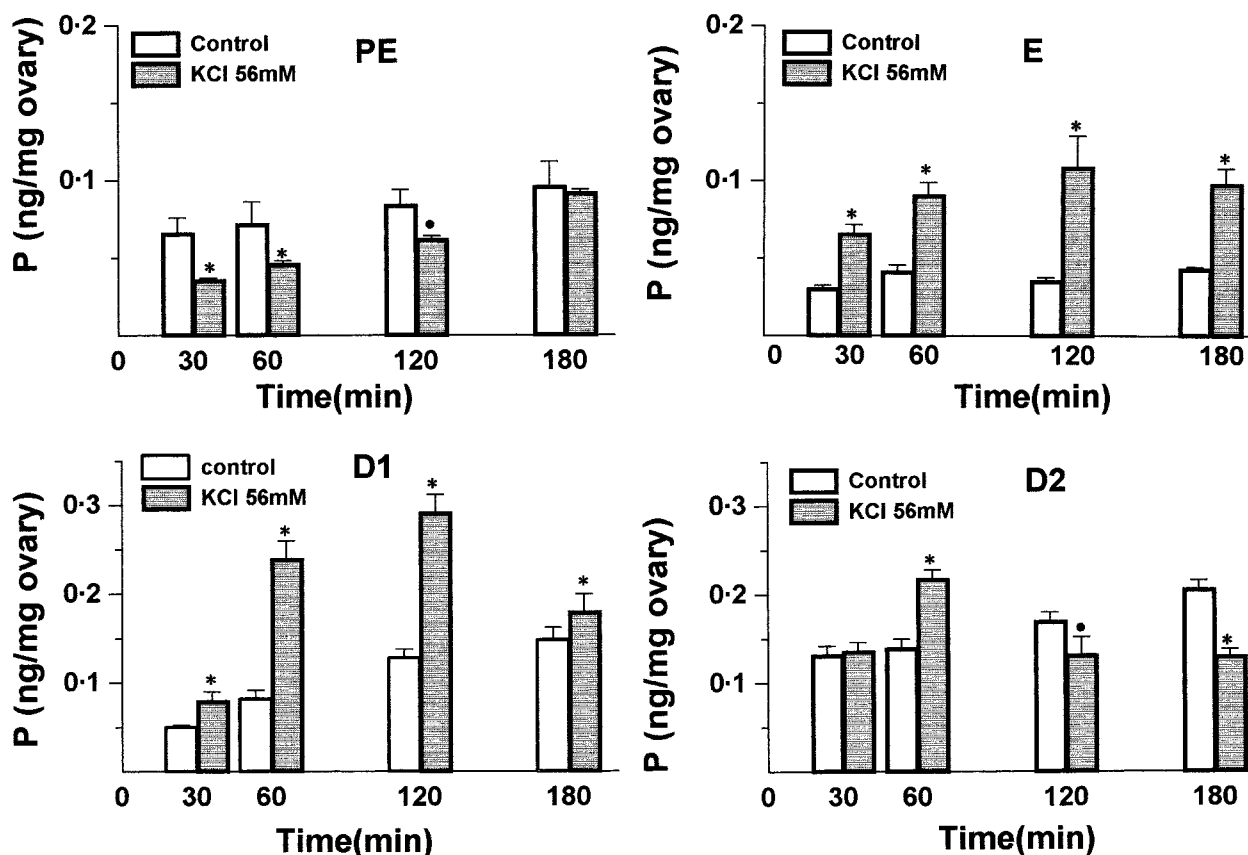 0·2
Control
KCl 56mM
PE
P (ng/mg ovary)
0·1
*
*
•
0 30 60 120 180
Time(min)
0·2
Control
KCl 56mM
E
P (ng/mg ovary)
0·1
*
*
*
*
0 30 60 120 180
Time(min)
control
KCl 56mM
D1
P (ng/mg ovary)
0·3
0·2
0·1
*
*
*
*
0 30 60 120 180
Time(min)
Control
KCl 56mM
D2
P (ng/mg ovary)
0·3
0·2
0·1
*
•
*
0 30 60 120 180
Time(min)